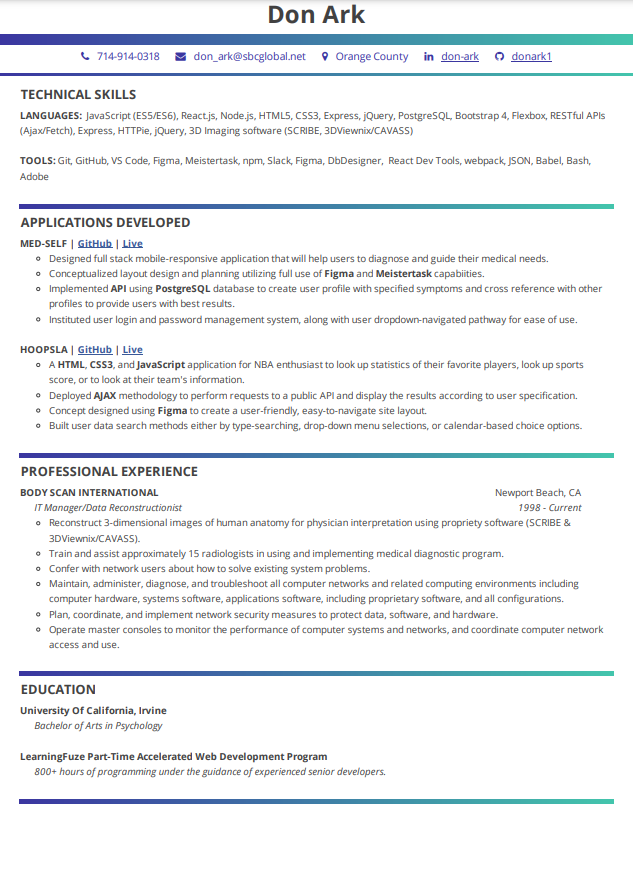 Don Ark
714-914-0318 don_ark@sbcglobal.net Orange County don-ark donark1
TECHNICAL SKILLS
LANGUAGES: JavaScript (ES5/ES6), React.js, Node.js, HTML5, CSS3, Express, jQuery, PostgreSQL, Bootstrap 4, Flexbox, RESTful APIs
(Ajax/Fetch), Express, HTTPie, jQuery, 3D Imaging software (SCRIBE, 3DViewnix/CAVASS)
TOOLS: Git, GitHub, VS Code, Figma, Meistertask, npm, Slack, Figma, DbDesigner, React Dev Tools, webpack, JSON, Babel, Bash,
Adobe
APPLICATIONS DEVELOPED
MED-SELF | GitHub | Live
Designed full stack mobile-responsive application that will help users to diagnose and guide their medical needs.
Conceptualized layout design and planning utilizing full use of Figma and Meistertask capabiities.
Implemented API using PostgreSQL database to create user profile with specified symptoms and cross reference with other
profiles to provide users with best results.
Instituted user login and password management system, along with user dropdown-navigated pathway for ease of use.
HOOPSLA | GitHub | Live
A HTML, CSS3, and JavaScript application for NBA enthusiast to look up statistics of their favorite players, look up sports
score, or to look at their team's information.
Deployed AJAX methodology to perform requests to a public API and display the results according to user specification.
Concept designed using Figma to create a user-friendly, easy-to-navigate site layout.
Built user data search methods either by type-searching, drop-down menu selections, or calendar-based choice options.
PROFESSIONAL EXPERIENCE
BODY SCAN INTERNATIONAL Newport Beach, CA
IT Manager/Data Reconstructionist 1998 - Current
Reconstruct 3-dimensional images of human anatomy for physician interpretation using propriety software (SCRIBE &
3DViewnix/CAVASS).
Train and assist approximately 15 radiologists in using and implementing medical diagnostic program.
Confer with network users about how to solve existing system problems.
Maintain, administer, diagnose, and troubleshoot all computer networks and related computing environments including
computer hardware, systems software, applications software, including proprietary software, and all configurations.
Plan, coordinate, and implement network security measures to protect data, software, and hardware.
Operate master consoles to monitor the performance of computer systems and networks, and coordinate computer network
access and use.
EDUCATION
University Of California, Irvine
Bachelor of Arts in Psychology
LearningFuze Part-Time Accelerated Web Development Program
800+ hours of programming under the guidance of experienced senior developers.